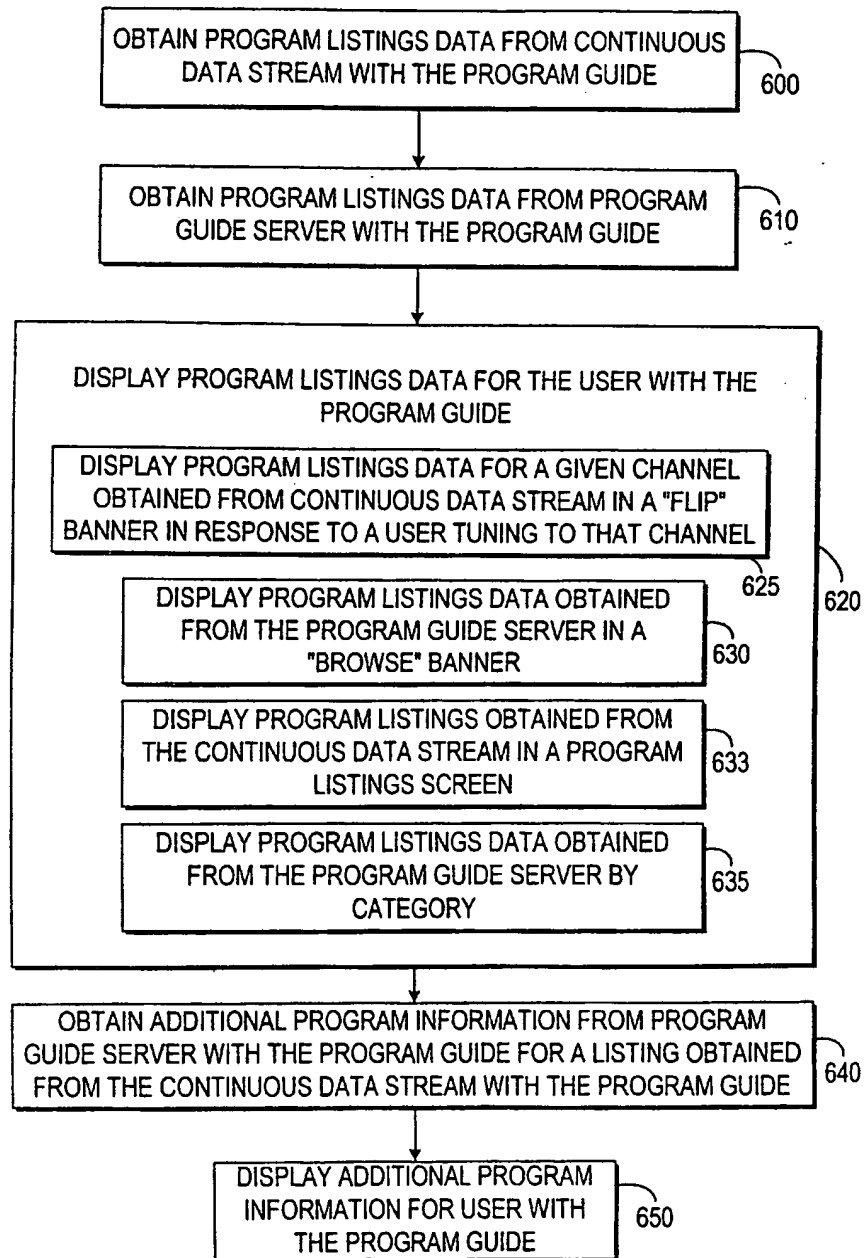 OBTAIN PROGRAM LISTINGS DATA FROM CONTINUOUS
DATA STREAM WITH THE PROGRAM GUIDE
600
OBTAIN PROGRAM LISTINGS DATA FROM PROGRAM
GUIDE SERVER WITH THE PROGRAM GUIDE
610
DISPLAY PROGRAM LISTINGS DATA FOR THE USER WITH THE
PROGRAM GUIDE
DISPLAY PROGRAM LISTINGS DATA FOR A GIVEN CHANNEL
OBTAINED FROM CONTINUOUS DATA STREAM IN A "FLIP"
BANNER IN RESPONSE TO A USER TUNING TO THAT CHANNEL
625
620
DISPLAY PROGRAM LISTINGS DATA OBTAINED
FROM THE PROGRAM GUIDE SERVER IN A
"BROWSE" BANNER
630
DISPLAY PROGRAM LISTINGS OBTAINED FROM
THE CONTINUOUS DATA STREAM IN A PROGRAM
LISTINGS SCREEN
633
DISPLAY PROGRAM LISTINGS DATA OBTAINED
FROM THE PROGRAM GUIDE SERVER BY
CATEGORY
635
OBTAIN ADDITIONAL PROGRAM INFORMATION FROM PROGRAM
GUIDE SERVER WITH THE PROGRAM GUIDE FOR A LISTING OBTAINED
FROM THE CONTINUOUS DATA STREAM WITH THE PROGRAM GUIDE
640
DISPLAY ADDITIONAL PROGRAM
INFORMATION FOR USER WITH
THE PROGRAM GUIDE
650